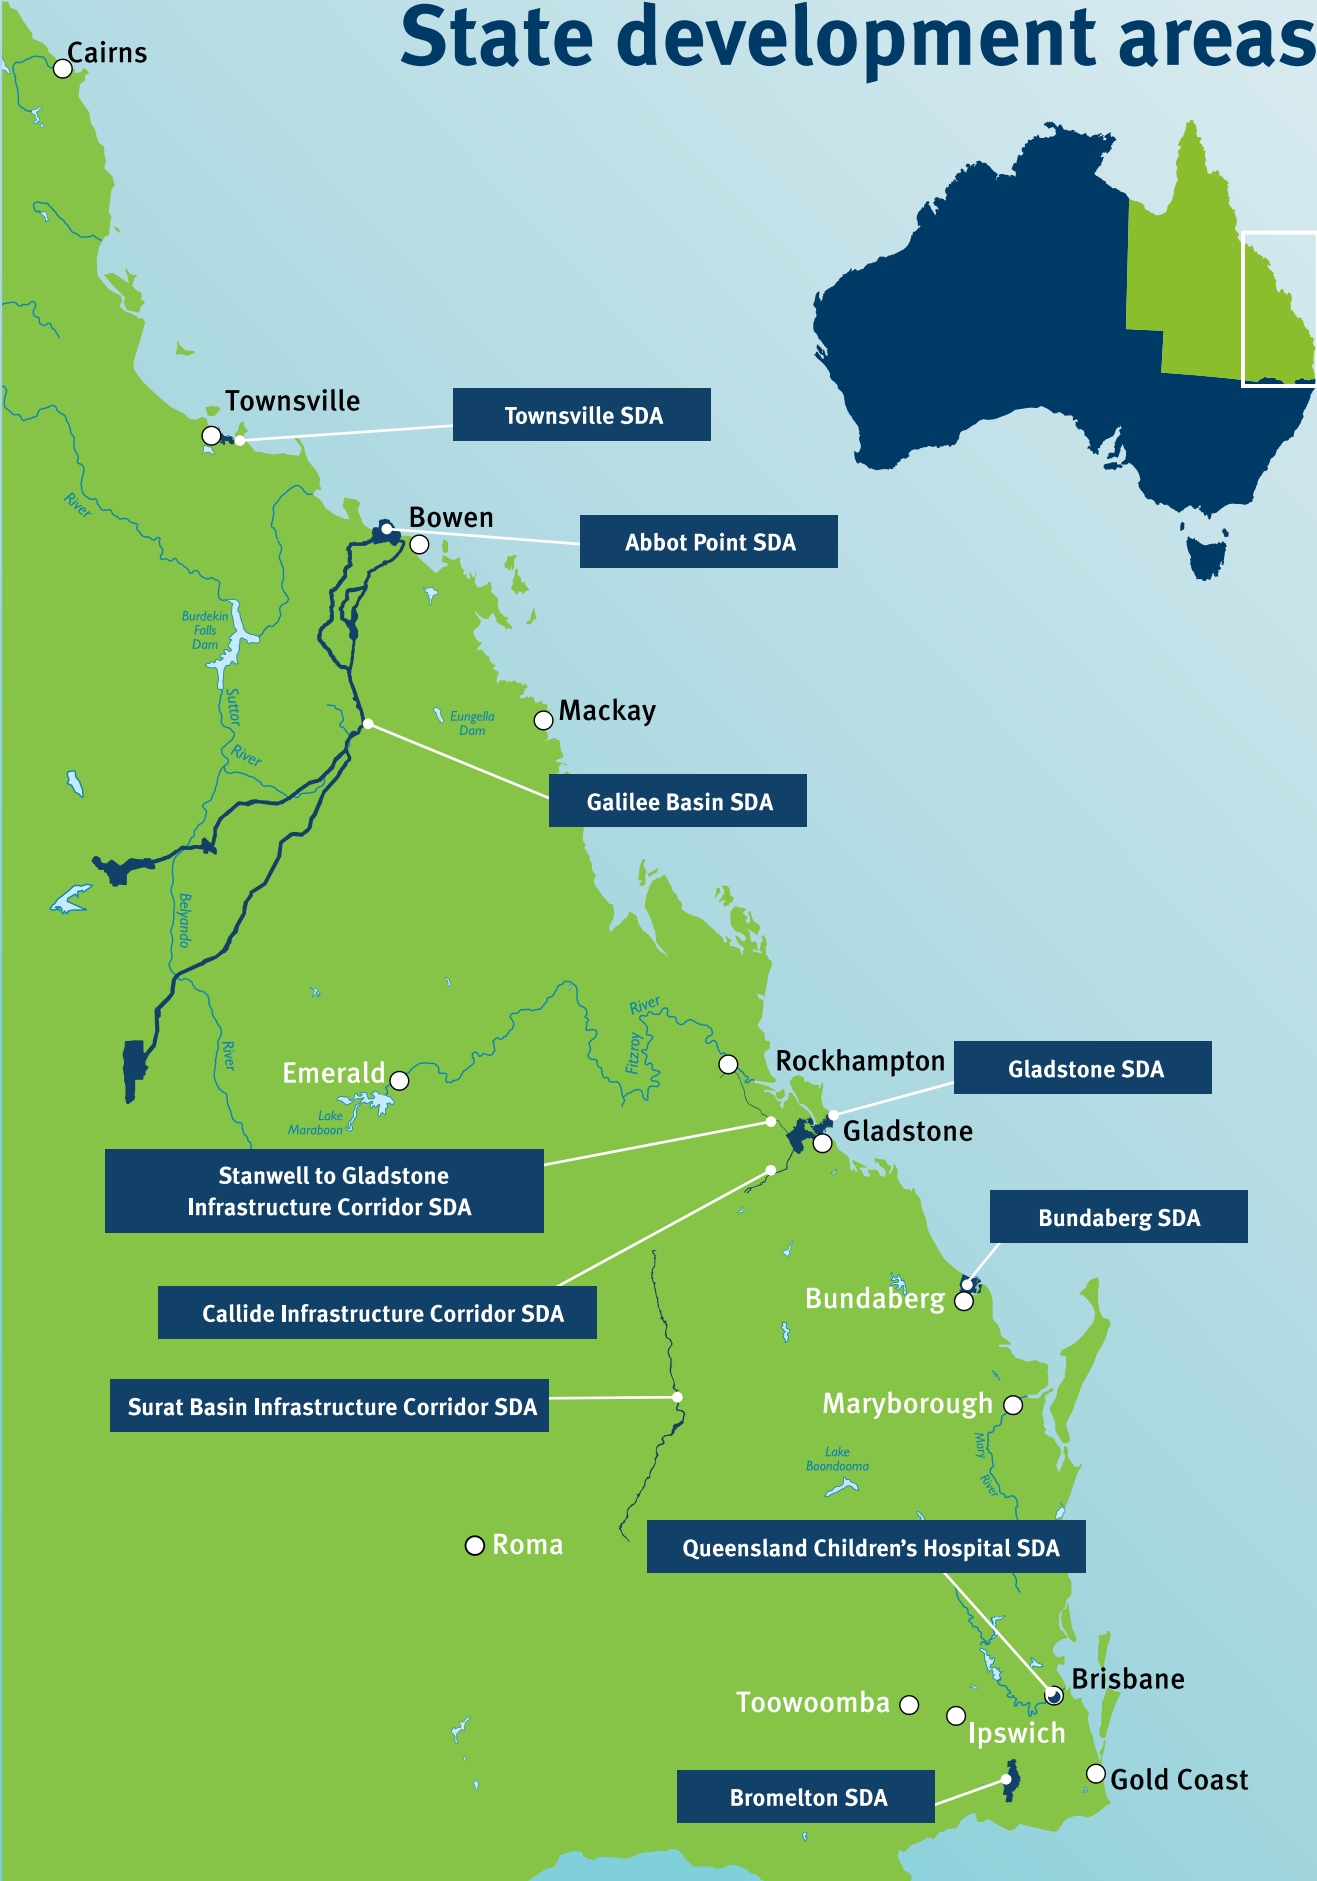 State development areas
Cairns
Townsville
Townsville SDA
River
Bowen
Abbot Point SDA
Burdekin
Falls
Dam
Suttor
River
Eungella
Dam
Mackay
Galilee Basin SDA
Belyando
River
Emerald
Lake
Maraboon
Fitzroy
River
Rockhampton
Gladstone SDA
Gladstone
Stanwell to Gladstone
Infrastructure Corridor SDA
Bundaberg SDA
Callide Infrastructure Corridor SDA
Bundaberg
Surat Basin Infrastructure Corridor SDA
Maryborough
Mary
River
Lake
Boondooma
Roma
Queensland Children’s Hospital SDA
Brisbane
Toowoomba
Ipswich
Gold Coast
Bromelton SDA